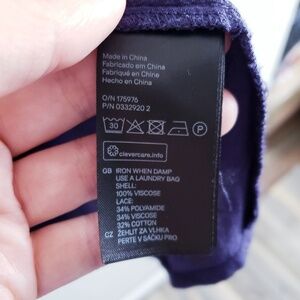 Made in China
Fabricado em China
Fabriqué en Chine
Hecho en China
O/N 175976
P/N 0332920 2
30
P
clevercare.info
GB IRON WHEN DAMP
USE A LAUNDRY BAG
SHELL:
100% VISCOSE
LACE:
34% POLYAMIDE
34% VISCOSE
32% COTTON
CZ ŽEHLIT ZA VLHKA
PERTE V SÁČKU PRO